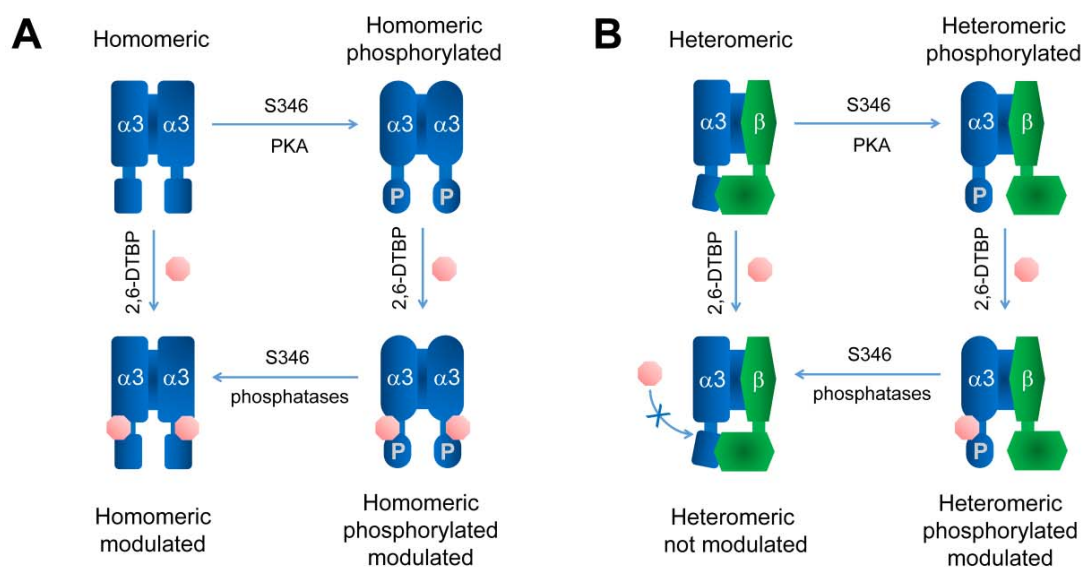 A
Homomeric
Homomeric
phosphorylated
α3 α3
S346
PKA
α3 α3
P P
2,6-DTBP
2,6-DTBP
α3 α3
S346
phosphatases
α3 α3
P P
Homomeric
modulated
Homomeric
phosphorylated
modulated
B
Heteromeric
Heteromeric
phosphorylated
α3 β
S346
PKA
α3 β
P
2,6-DTBP
2,6-DTBP
α3 β
S346
phosphatases
α3 β
P
Heteromeric
not modulated
Heteromeric
phosphorylated
modulated